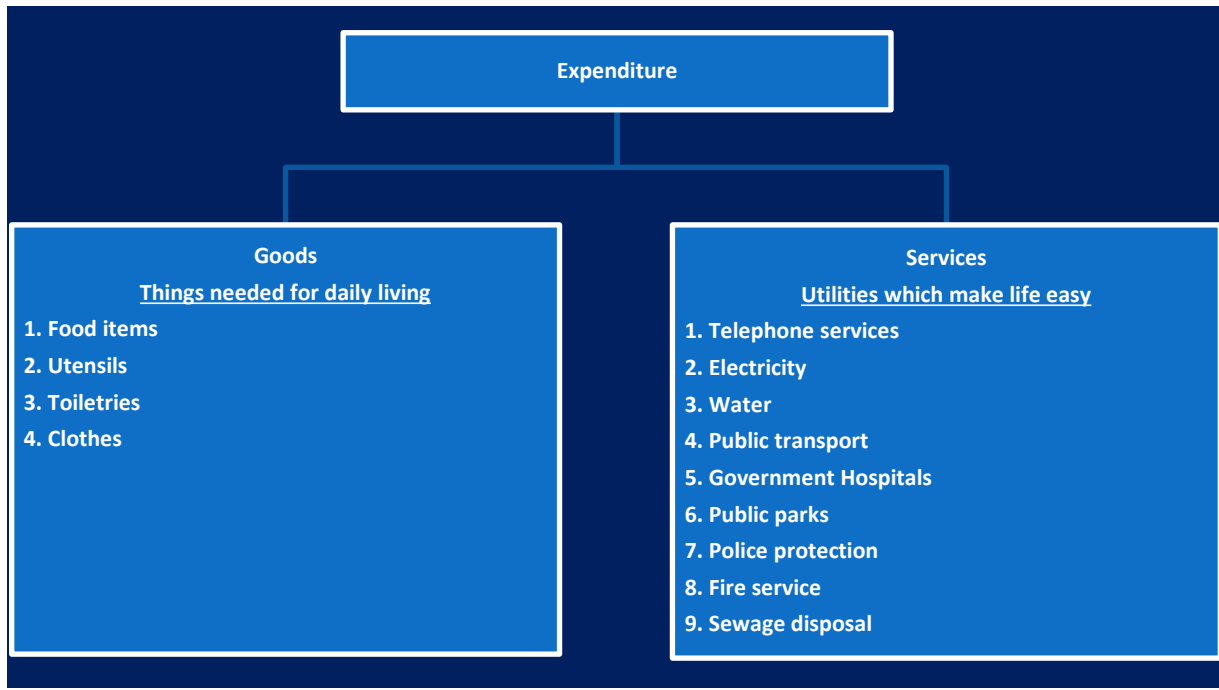 Expenditure
Goods
Things needed for daily living
1. Food items
2. Utensils
3. Toiletries
4. Clothes
Services
Utilities which make life easy
1. Telephone services
2. Electricity
3. Water
4. Public transport
5. Government Hospitals
6. Public parks
7. Police protection
8. Fire service
9. Sewage disposal